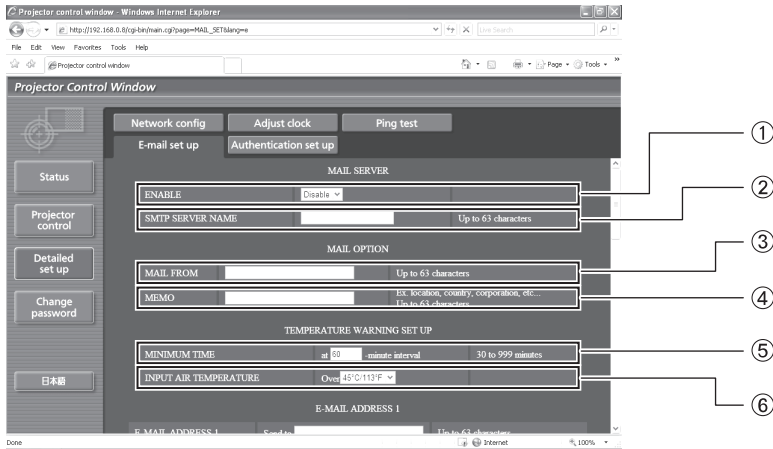 Projector control window - Windows Internet Explorer
http://192.168.0.8/cgi-bin/main.cgi?page=MAIL_SET&lang=e
Live Search
File Edit View Favorites Tools Help
Projector control window
Page Tools »
Projector Control Window
Network config Adjust clock Ping test
E-mail set up Authentication set up
Status
Projector control
Detailed set up
Change password
日本語
MAIL SERVER
ENABLE Disable
SMTP SERVER NAME Up to 63 characters
MAIL OPTION
MAIL FROM Up to 63 characters
MEMO Ex. location, country, corporation, etc...
Up to 63 characters
TEMPERATURE WARNING SET UP
MINIMUM TIME at 60 -minute interval 30 to 999 minutes
INPUT AIR TEMPERATURE Over 45°C/113°F
E-MAIL ADDRESS 1
E-MAIL ADDRESS 1 Send to Up to 63 characters
Done Internet 100%
①
②
③
④
⑤
⑥